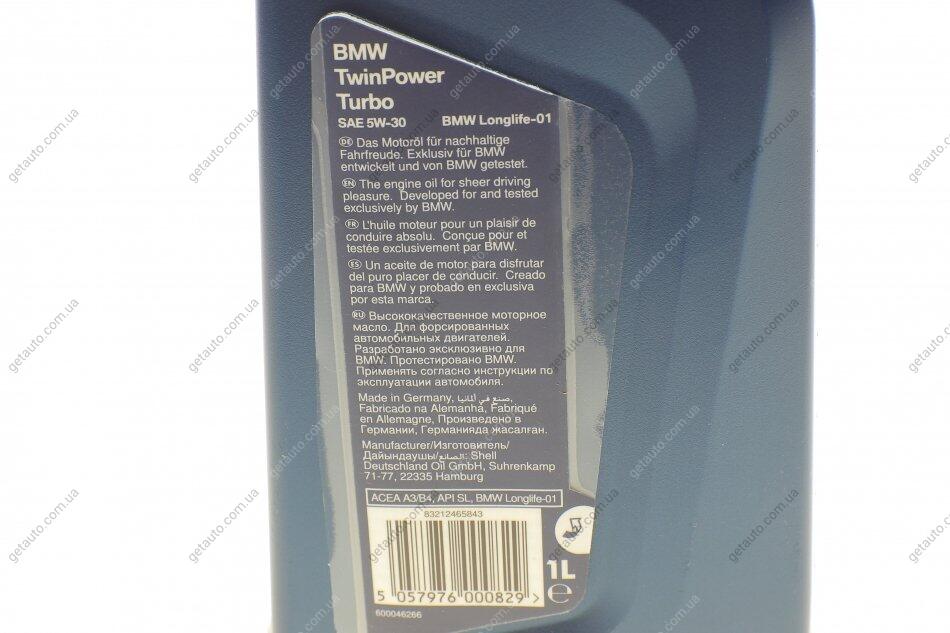 BMW
TwinPower
Turbo
SAE 5W-30 BMW Longlife-01
DE Das Motoröl für nachhaltige
Fahrfreude. Exklusiv für BMW
entwickelt und von BMW getestet.
EN The engine oil for sheer driving
pleasure. Developed for and tested
exclusively by BMW.
FR L'huile moteur pour un plaisir de
conduire absolu. Conçue pour et
testée exclusivement par BMW.
ES Un aceite de motor para disfrutar
del puro placer de conducir. Creado
para BMW y probado en exclusiva
por esta marca.
RU Высококачественное моторное
масло. Для форсированных
автомобильных двигателей.
Разработано эксклюзивно для
BMW. Протестировано BMW.
Применять согласно инструкции по
эксплуатации автомобиля.
Made in Germany, صنع في ألمانيا,
Fabricado na Alemanha, Fabriqué
en Allemagne, Произведено в
Германии, Германияда жасалған.
Manufacturer/Изготовитель/
Дайындаушы/الصانع: Shell
Deutschland Oil GmbH, Suhrenkamp
71-77, 22335 Hamburg
ACEA A3/B4, API SL, BMW Longlife-01
83212465843
5 057976 000829 >
600046266
1L
e
getauto.com.ua